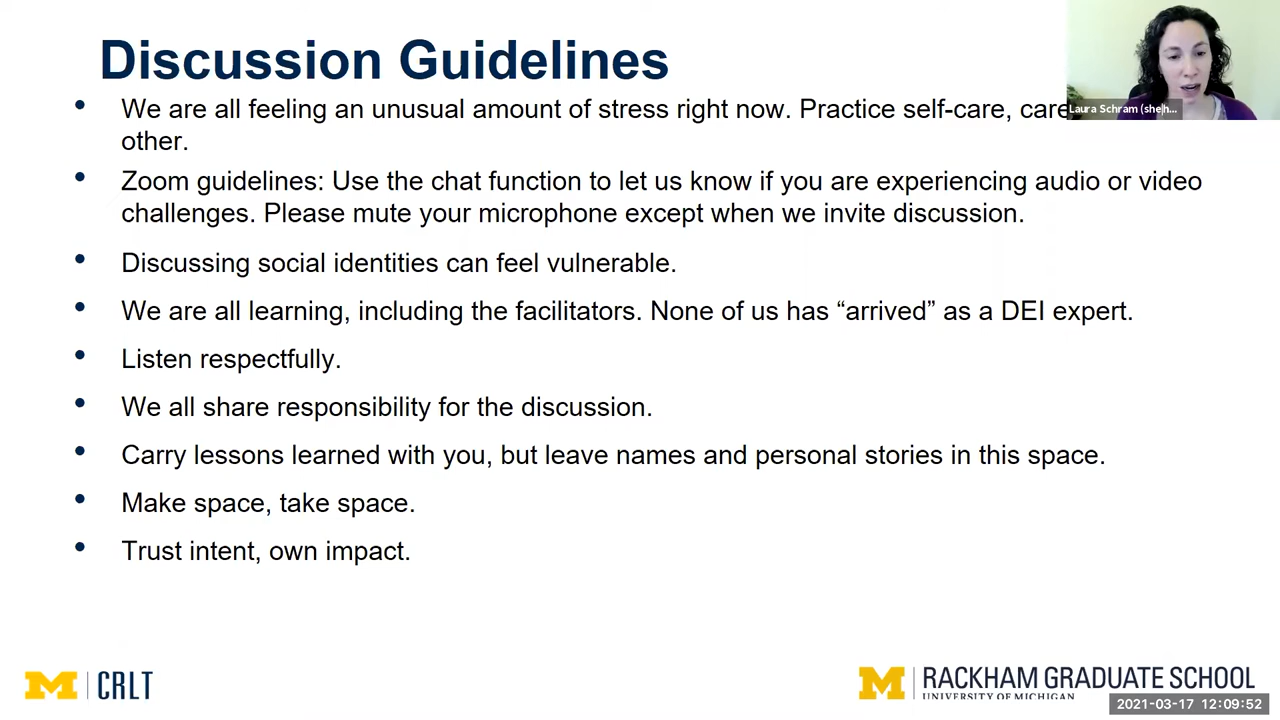 Discussion Guidelines
• We are all feeling an unusual amount of stress right now. Practice self-care, care
other.
Laura Schram (she|h...
• Zoom guidelines: Use the chat function to let us know if you are experiencing audio or video
challenges. Please mute your microphone except when we invite discussion.
• Discussing social identities can feel vulnerable.
• We are all learning, including the facilitators. None of us has “arrived” as a DEI expert.
• Listen respectfully.
• We all share responsibility for the discussion.
• Carry lessons learned with you, but leave names and personal stories in this space.
• Make space, take space.
• Trust intent, own impact.
M | CRLT
M | RACKHAM GRADUATE SCHOOL
UNIVERSITY OF MICHIGAN
2021-03-17 12:09:52